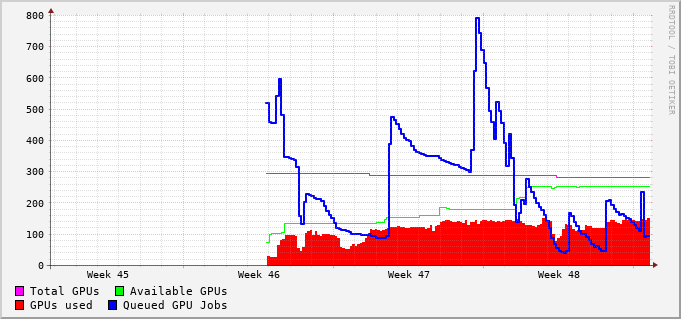 RRDTOOL / TOBI OETIKER
800
700
600
500
400
300
200
100
0
Week 45 Week 46 Week 47 Week 48
Total GPUs Available GPUs
GPUs used Queued GPU Jobs